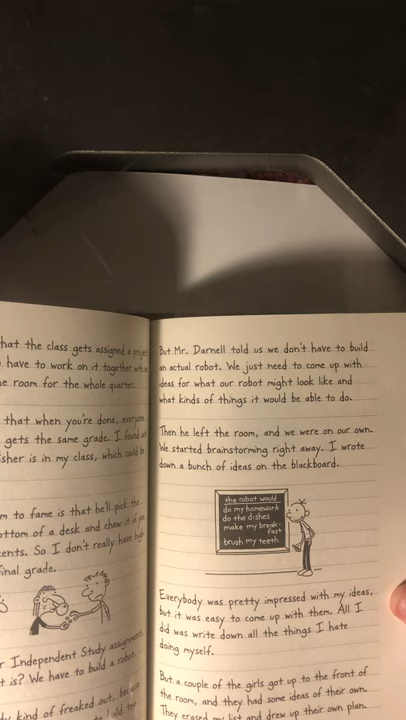 hat the class gets assigned a project
have to work on it together
e room for the whole quarter.
that when you're done, everyone
gets the same grade. I found out
isher is in my class, which could be
m to fame is that he'll pick the
ottom of a desk and chew it if you
ents. So I don't really have high
inal grade.
r Independent Study assignment,
t is? We have to build a robot.
ly kind of freaked out, because
But Mr. Darnell told us we don't have to build
an actual robot. We just need to come up with
ideas for what our robot might look like and
what kinds of things it would be able to do.
Then he left the room, and we were on our own.
We started brainstorming right away. I wrote
down a bunch of ideas on the blackboard.
the robot would
do my homework
do the dishes
make my break-
fast
brush my teeth
Everybody was pretty impressed with my ideas,
but it was easy to come up with them. All I
did was write down all the things I hate
doing myself.
But a couple of the girls got up to the front of
the room, and they had some ideas of their own.
They erased my list and drew up their own plan.